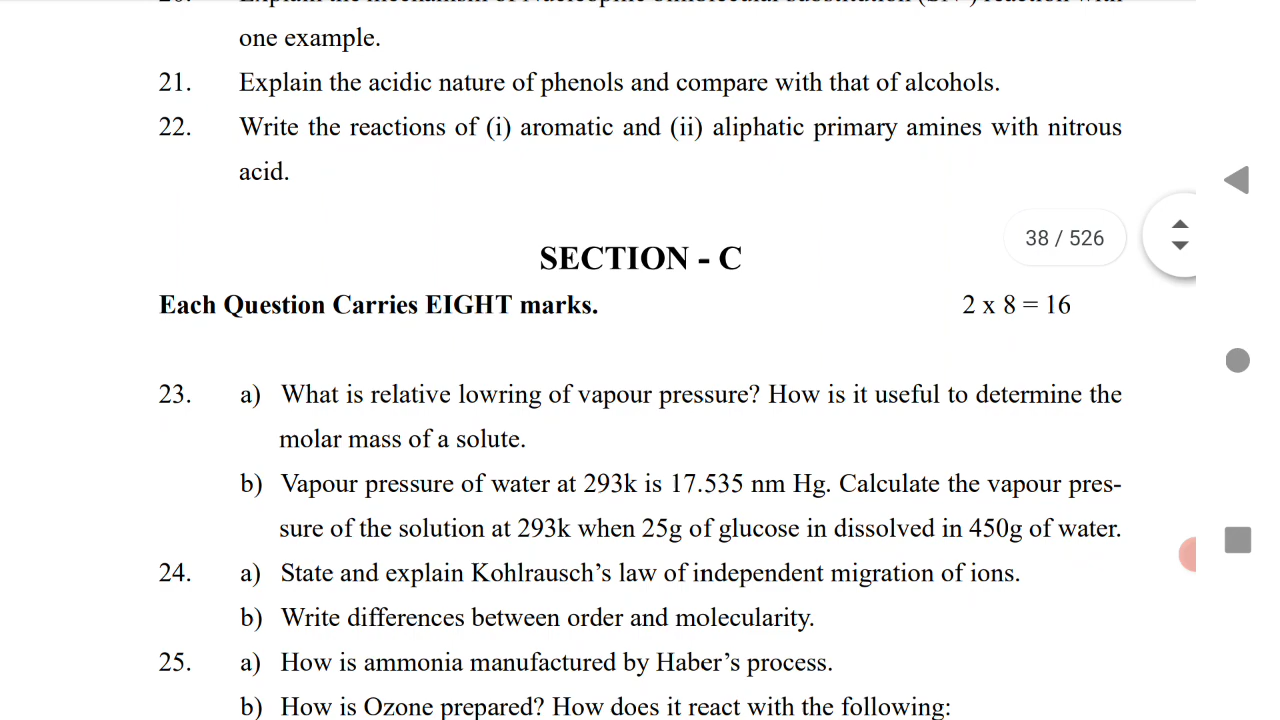 one example.
21. Explain the acidic nature of phenols and compare with that of alcohols.
22. Write the reactions of (i) aromatic and (ii) aliphatic primary amines with nitrous
acid.
38 / 526
SECTION - C
Each Question Carries EIGHT marks. 2 x 8 = 16
23. a) What is relative lowring of vapour pressure? How is it useful to determine the
molar mass of a solute.
b) Vapour pressure of water at 293k is 17.535 nm Hg. Calculate the vapour pres-
sure of the solution at 293k when 25g of glucose in dissolved in 450g of water.
24. a) State and explain Kohlrausch’s law of independent migration of ions.
b) Write differences between order and molecularity.
25. a) How is ammonia manufactured by Haber’s process.
b) How is Ozone prepared? How does it react with the following: